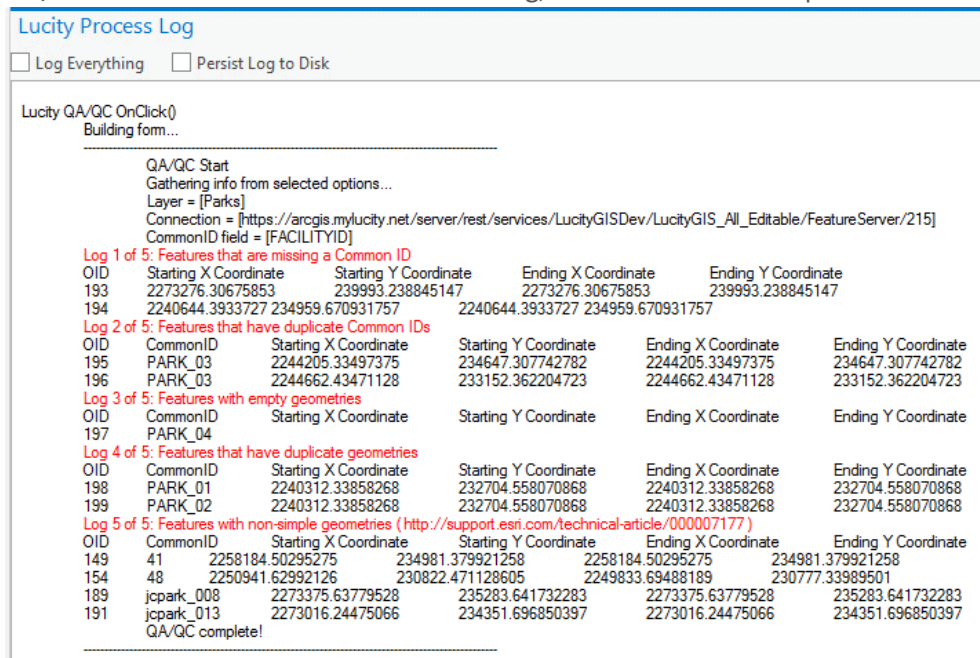 Lucity Process Log
Log Everything Persist Log to Disk
Lucity QA/QC OnClick()
Building form...
QA/QC Start
Gathering info from selected options...
Layer = [Parks]
Connection = [https://arcgis.mylucity.net/server/rest/services/LucityGISDev/LucityGIS_All_Editable/FeatureServer/215]
CommonID field = [FACILITYID]
Log 1 of 5: Features that are missing a Common ID
OID Starting X Coordinate Starting Y Coordinate Ending X Coordinate Ending Y Coordinate
193 2273276.30675853 239993.238845147 2273276.30675853 239993.238845147
194 2240644.3933727 234959.670931757 2240644.3933727 234959.670931757
Log 2 of 5: Features that have duplicate Common IDs
OID CommonID Starting X Coordinate Starting Y Coordinate Ending X Coordinate Ending Y Coordinate
195 PARK_03 2244205.33497375 234647.307742782 2244205.33497375 234647.307742782
196 PARK_03 2244662.43471128 233152.362204723 2244662.43471128 233152.362204723
Log 3 of 5: Features with empty geometries
OID CommonID Starting X Coordinate Starting Y Coordinate Ending X Coordinate Ending Y Coordinate
197 PARK_04
Log 4 of 5: Features that have duplicate geometries
OID CommonID Starting X Coordinate Starting Y Coordinate Ending X Coordinate Ending Y Coordinate
198 PARK_01 2240312.33858268 232704.558070868 2240312.33858268 232704.558070868
199 PARK_02 2240312.33858268 232704.558070868 2240312.33858268 232704.558070868
Log 5 of 5: Features with non-simple geometries ( http://support.esri.com/technical-article/000007177 )
OID CommonID Starting X Coordinate Starting Y Coordinate Ending X Coordinate Ending Y Coordinate
149 41 2258184.50295275 234981.379921258 2258184.50295275 234981.379921258
154 48 2250941.62992126 230822.471128605 2249833.69488189 230777.33989501
189 jcpark_008 2273375.63779528 235283.641732283 2273375.63779528 235283.641732283
191 jcpark_013 2273016.24475066 234351.696850397 2273016.24475066 234351.696850397
QA/QC complete!